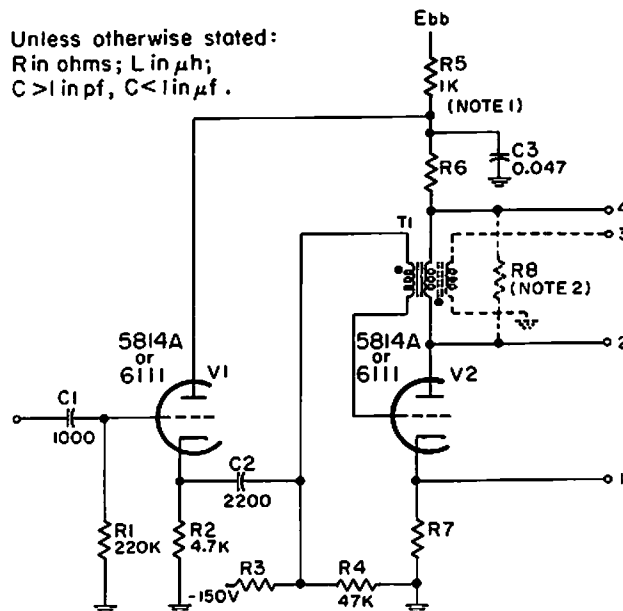 Unless otherwise stated:
R in ohms; L in μh;
C >1 in pf, C<1 in μf.
Ebb
R5
1K
(NOTE 1)
C3
0.047
R6
4
T1
3
R8
(NOTE 2)
2
5814A
or
6111
V1
5814A
or
6111
V2
C1
1000
C2
2200
1
R1
220K
R2
4.7K
R3
-150V
R4
47K
R7